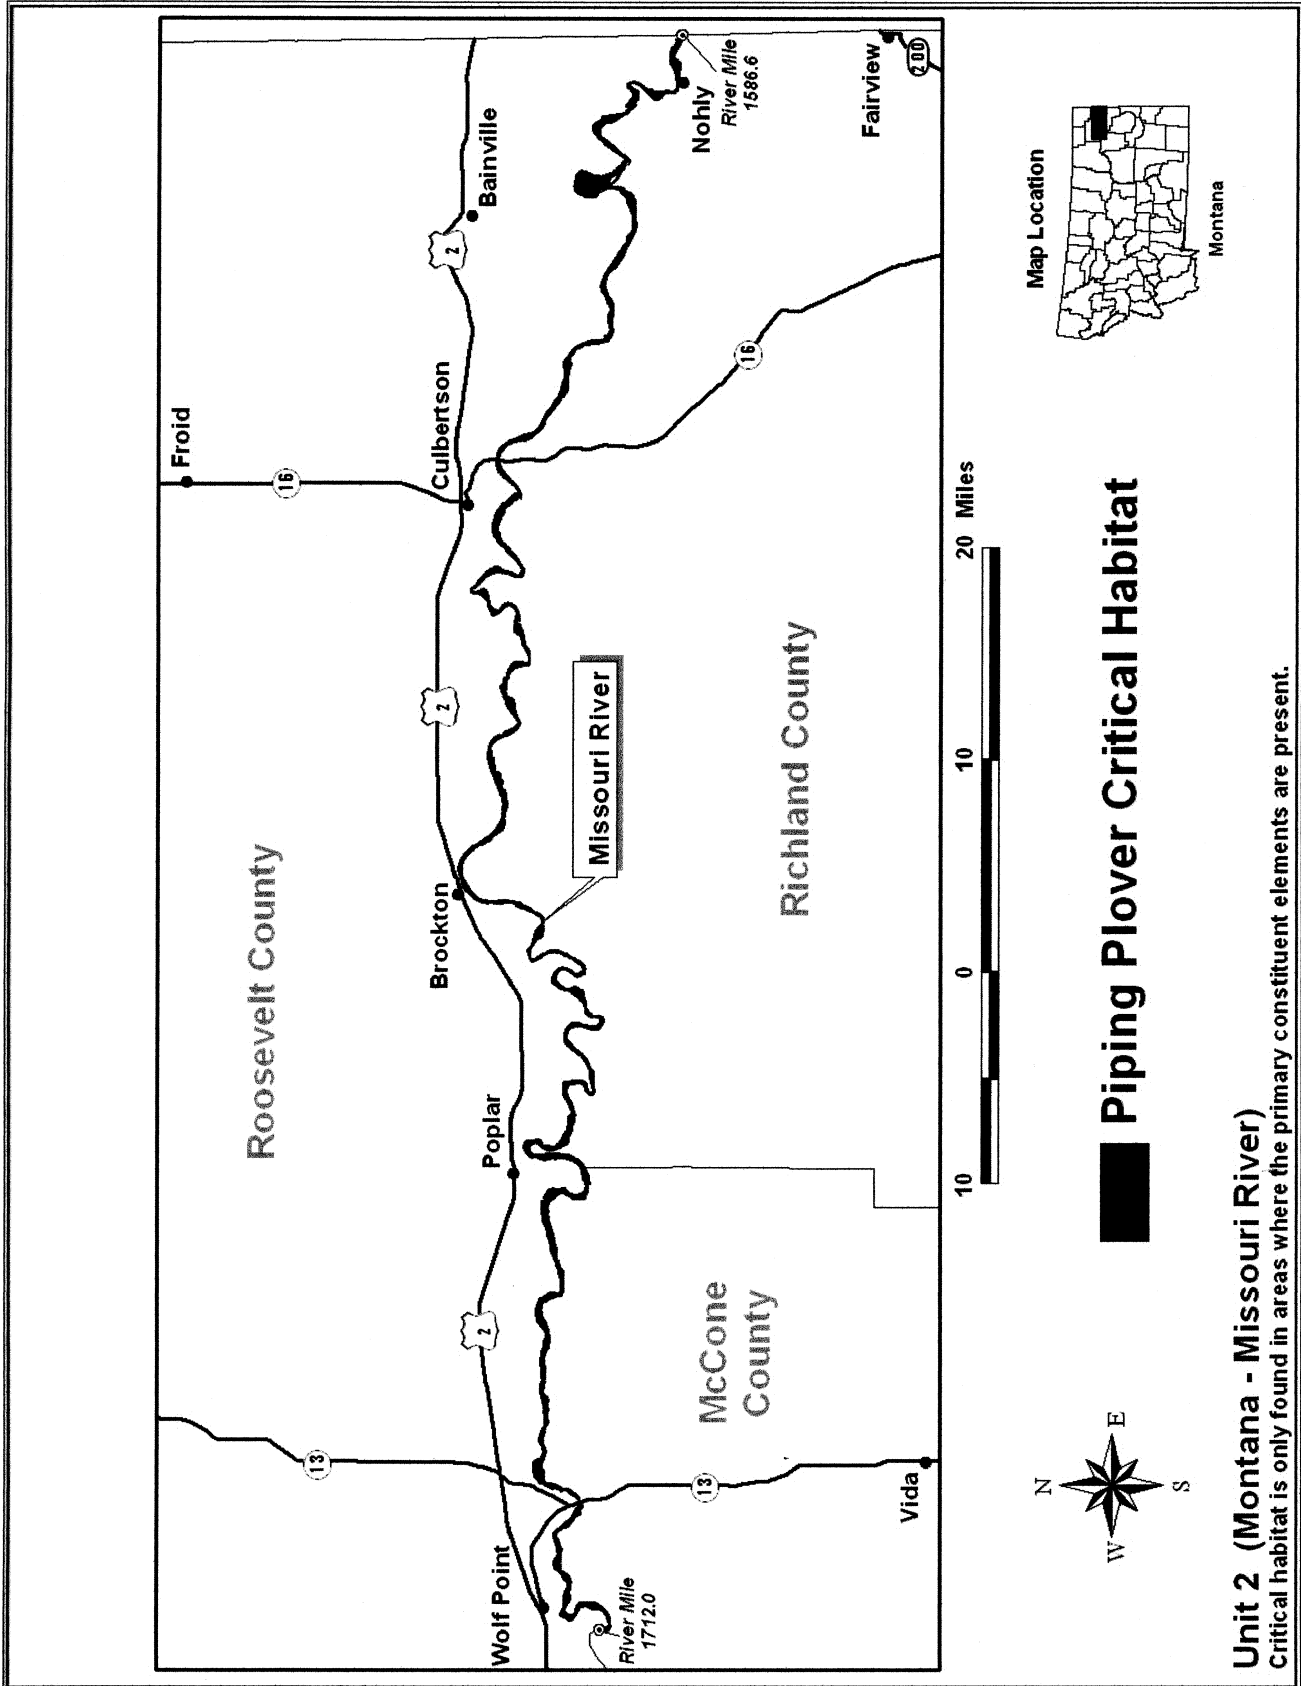 Froid
16
Roosevelt County
13
2
Bainville
2
Culbertson
2
Brockton
Poplar
Wolf Point
Missouri River
River Mile
1712.0
Nohly
River Mile
1586.6
McCone
County
Richland County
13
16
Vida
Fairview
200
10 0 10 20 Miles
N
W E
S
Piping Plover Critical Habitat
Map Location
Montana
Unit 2 (Montana - Missouri River)
Critical habitat is only found in areas where the primary constituent elements are present.